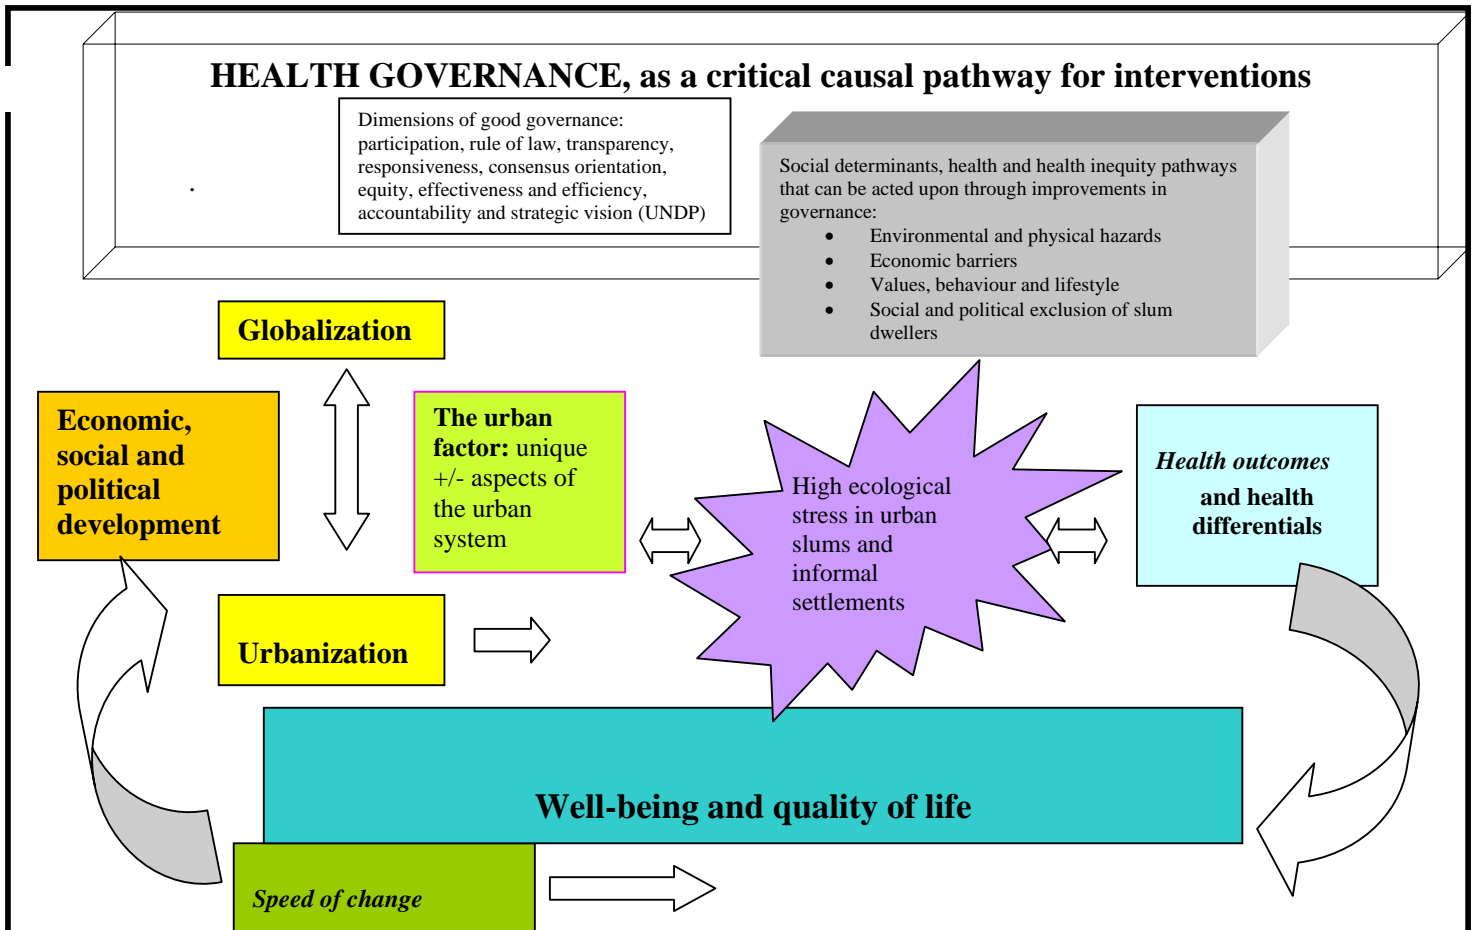 HEALTH GOVERNANCE, as a critical causal pathway for interventions
Dimensions of good governance:
participation, rule of law, transparency,
responsiveness, consensus orientation,
equity, effectiveness and efficiency,
accountability and strategic vision (UNDP)
.
Social determinants, health and health inequity pathways
that can be acted upon through improvements in
governance:
• Environmental and physical hazards
• Economic barriers
• Values, behaviour and lifestyle
• Social and political exclusion of slum
dwellers
Globalization
Economic,
social and
political
development
The urban
factor: unique
+/- aspects of
the urban
system
High ecological
stress in urban
slums and
informal
settlements
Health outcomes
and health
differentials
Urbanization
Well-being and quality of life
Speed of change